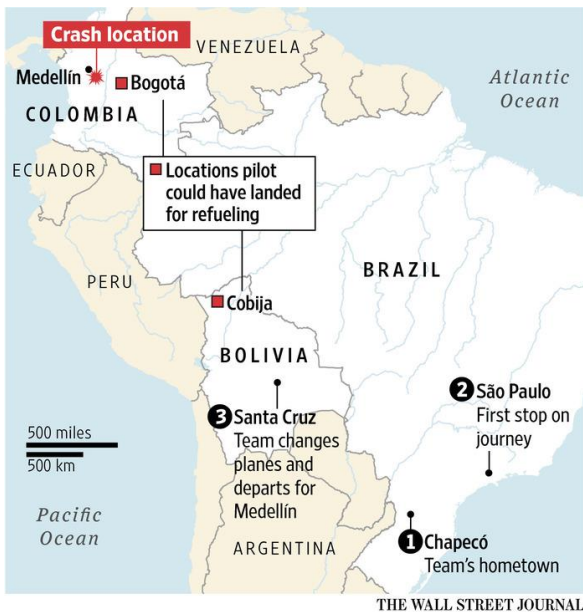 Crash location
VENEZUELA
Medellín
Bogotá
Atlantic
Ocean
COLOMBIA
ECUADOR
Locations pilot
could have landed
for refueling
PERU
BRAZIL
Cobija
BOLIVIA
2 São Paulo
First stop on
journey
3 Santa Cruz
Team changes
planes and
departs for
Medellín
500 miles
500 km
Pacific
Ocean
ARGENTINA
1 Chapecó
Team's hometown
THE WALL STREET JOURNAL